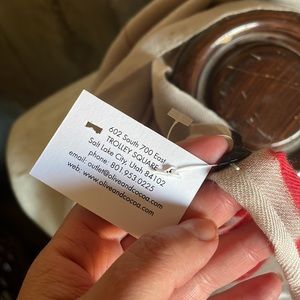 602 South 700 East
TROLLEY SQUARE
Salt Lake City, Utah 84102
phone: 801.953.0225
email: outlet@oliveandcocoa.com
web: www.oliveandcocoa.com